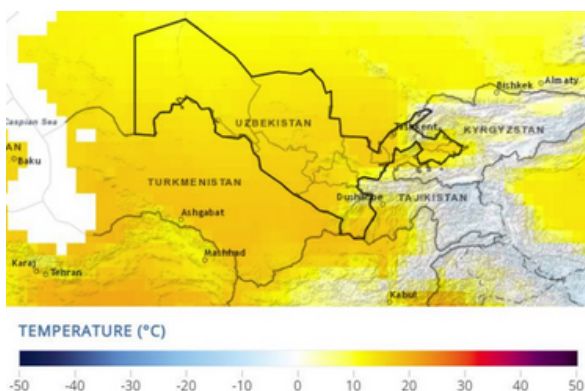 Almaty
Bishkek
Caspian Sea
UZBEKISTAN
Tashkent
KYRGYZSTAN
AN
Baku
TURKMENISTAN
Dushanbe
TAJIKISTAN
Ashgabat
Mashhad
Karaj
Tehran
Kabul
TEMPERATURE (°C)
-50 -40 -30 -20 -10 0 10 20 30 40 50